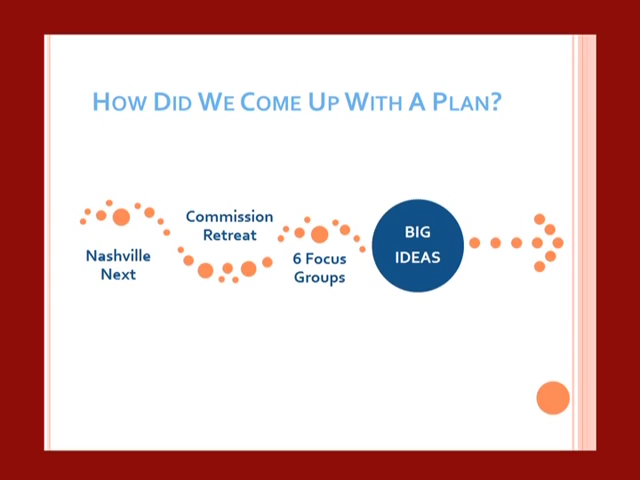 HOW DID WE COME UP WITH A PLAN?
Nashville
Next
Commission
Retreat
6 Focus
Groups
BIG
IDEAS